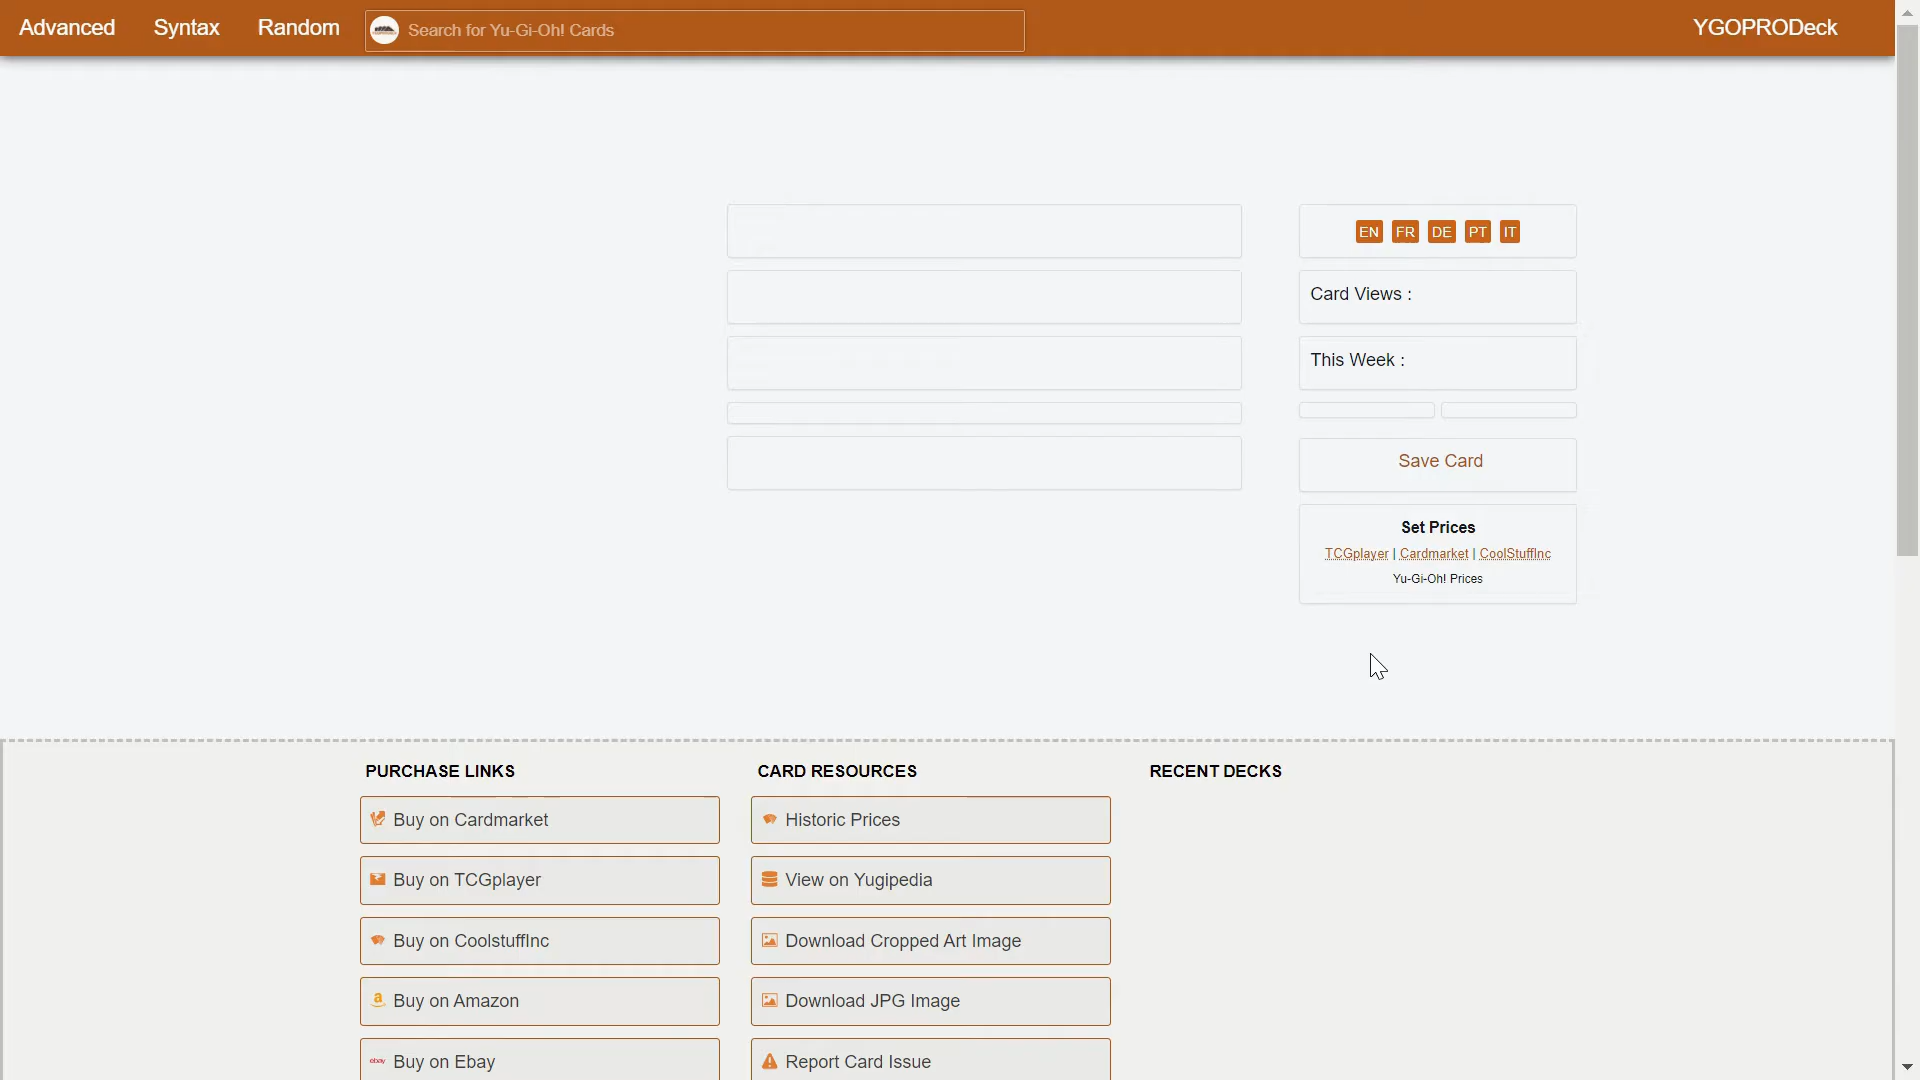 Advanced
Syntax
Random
Search for Yu-Gi-Oh! Cards
YGOPRODeck
EN FR DE PT IT
Card Views :
This Week :
Save Card
Set Prices
TCGplayer | Cardmarket | CoolStuffInc
Yu-Gi-Oh! Prices
PURCHASE LINKS
Buy on Cardmarket
Buy on TCGplayer
Buy on CoolstuffInc
a Buy on Amazon
ebay Buy on Ebay
CARD RESOURCES
Historic Prices
View on Yugipedia
Download Cropped Art Image
Download JPG Image
Report Card Issue
RECENT DECKS